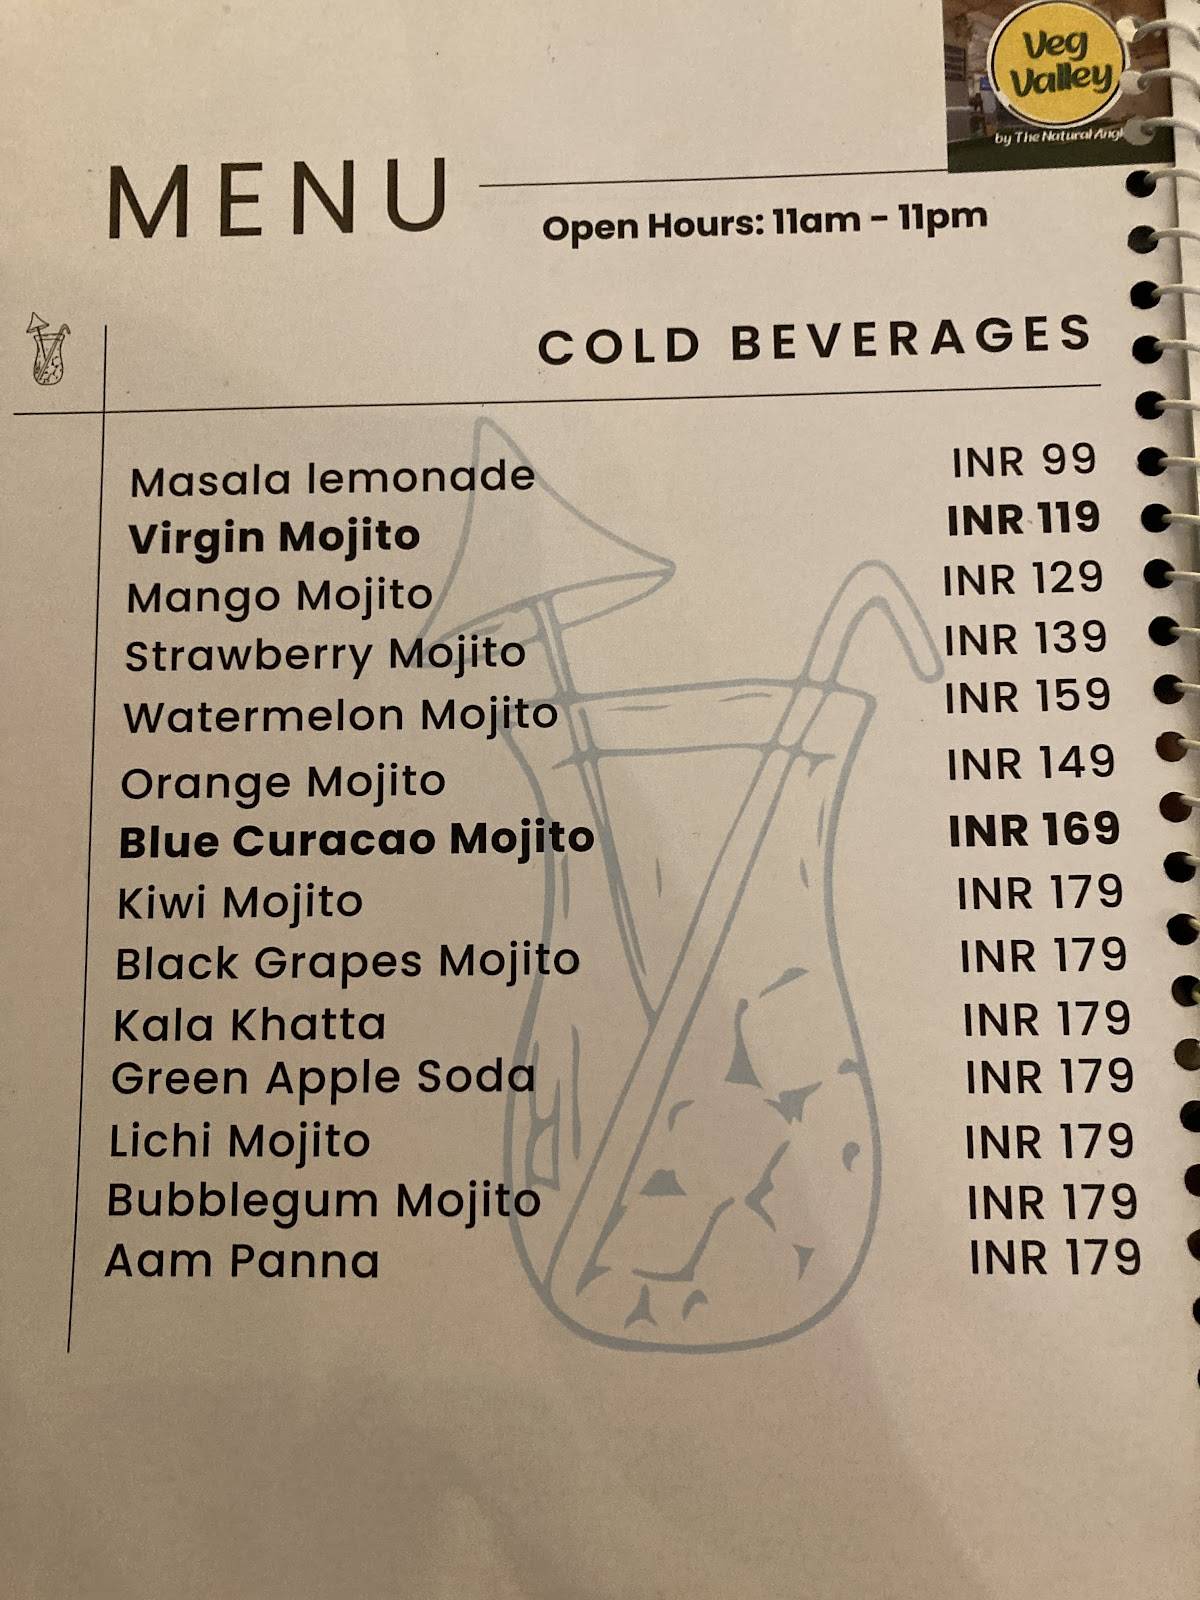 Veg
Valley
by The Natural
MENU
Open Hours: 11am - 11pm
COLD BEVERAGES
Masala lemonade INR 99
Virgin Mojito INR 119
Mango Mojito INR 129
Strawberry Mojito INR 139
Watermelon Mojito INR 159
Orange Mojito INR 149
Blue Curacao Mojito INR 169
Kiwi Mojito INR 179
Black Grapes Mojito INR 179
Kala Khatta INR 179
Green Apple Soda INR 179
Lichi Mojito INR 179
Bubblegum Mojito INR 179
Aam Panna INR 179